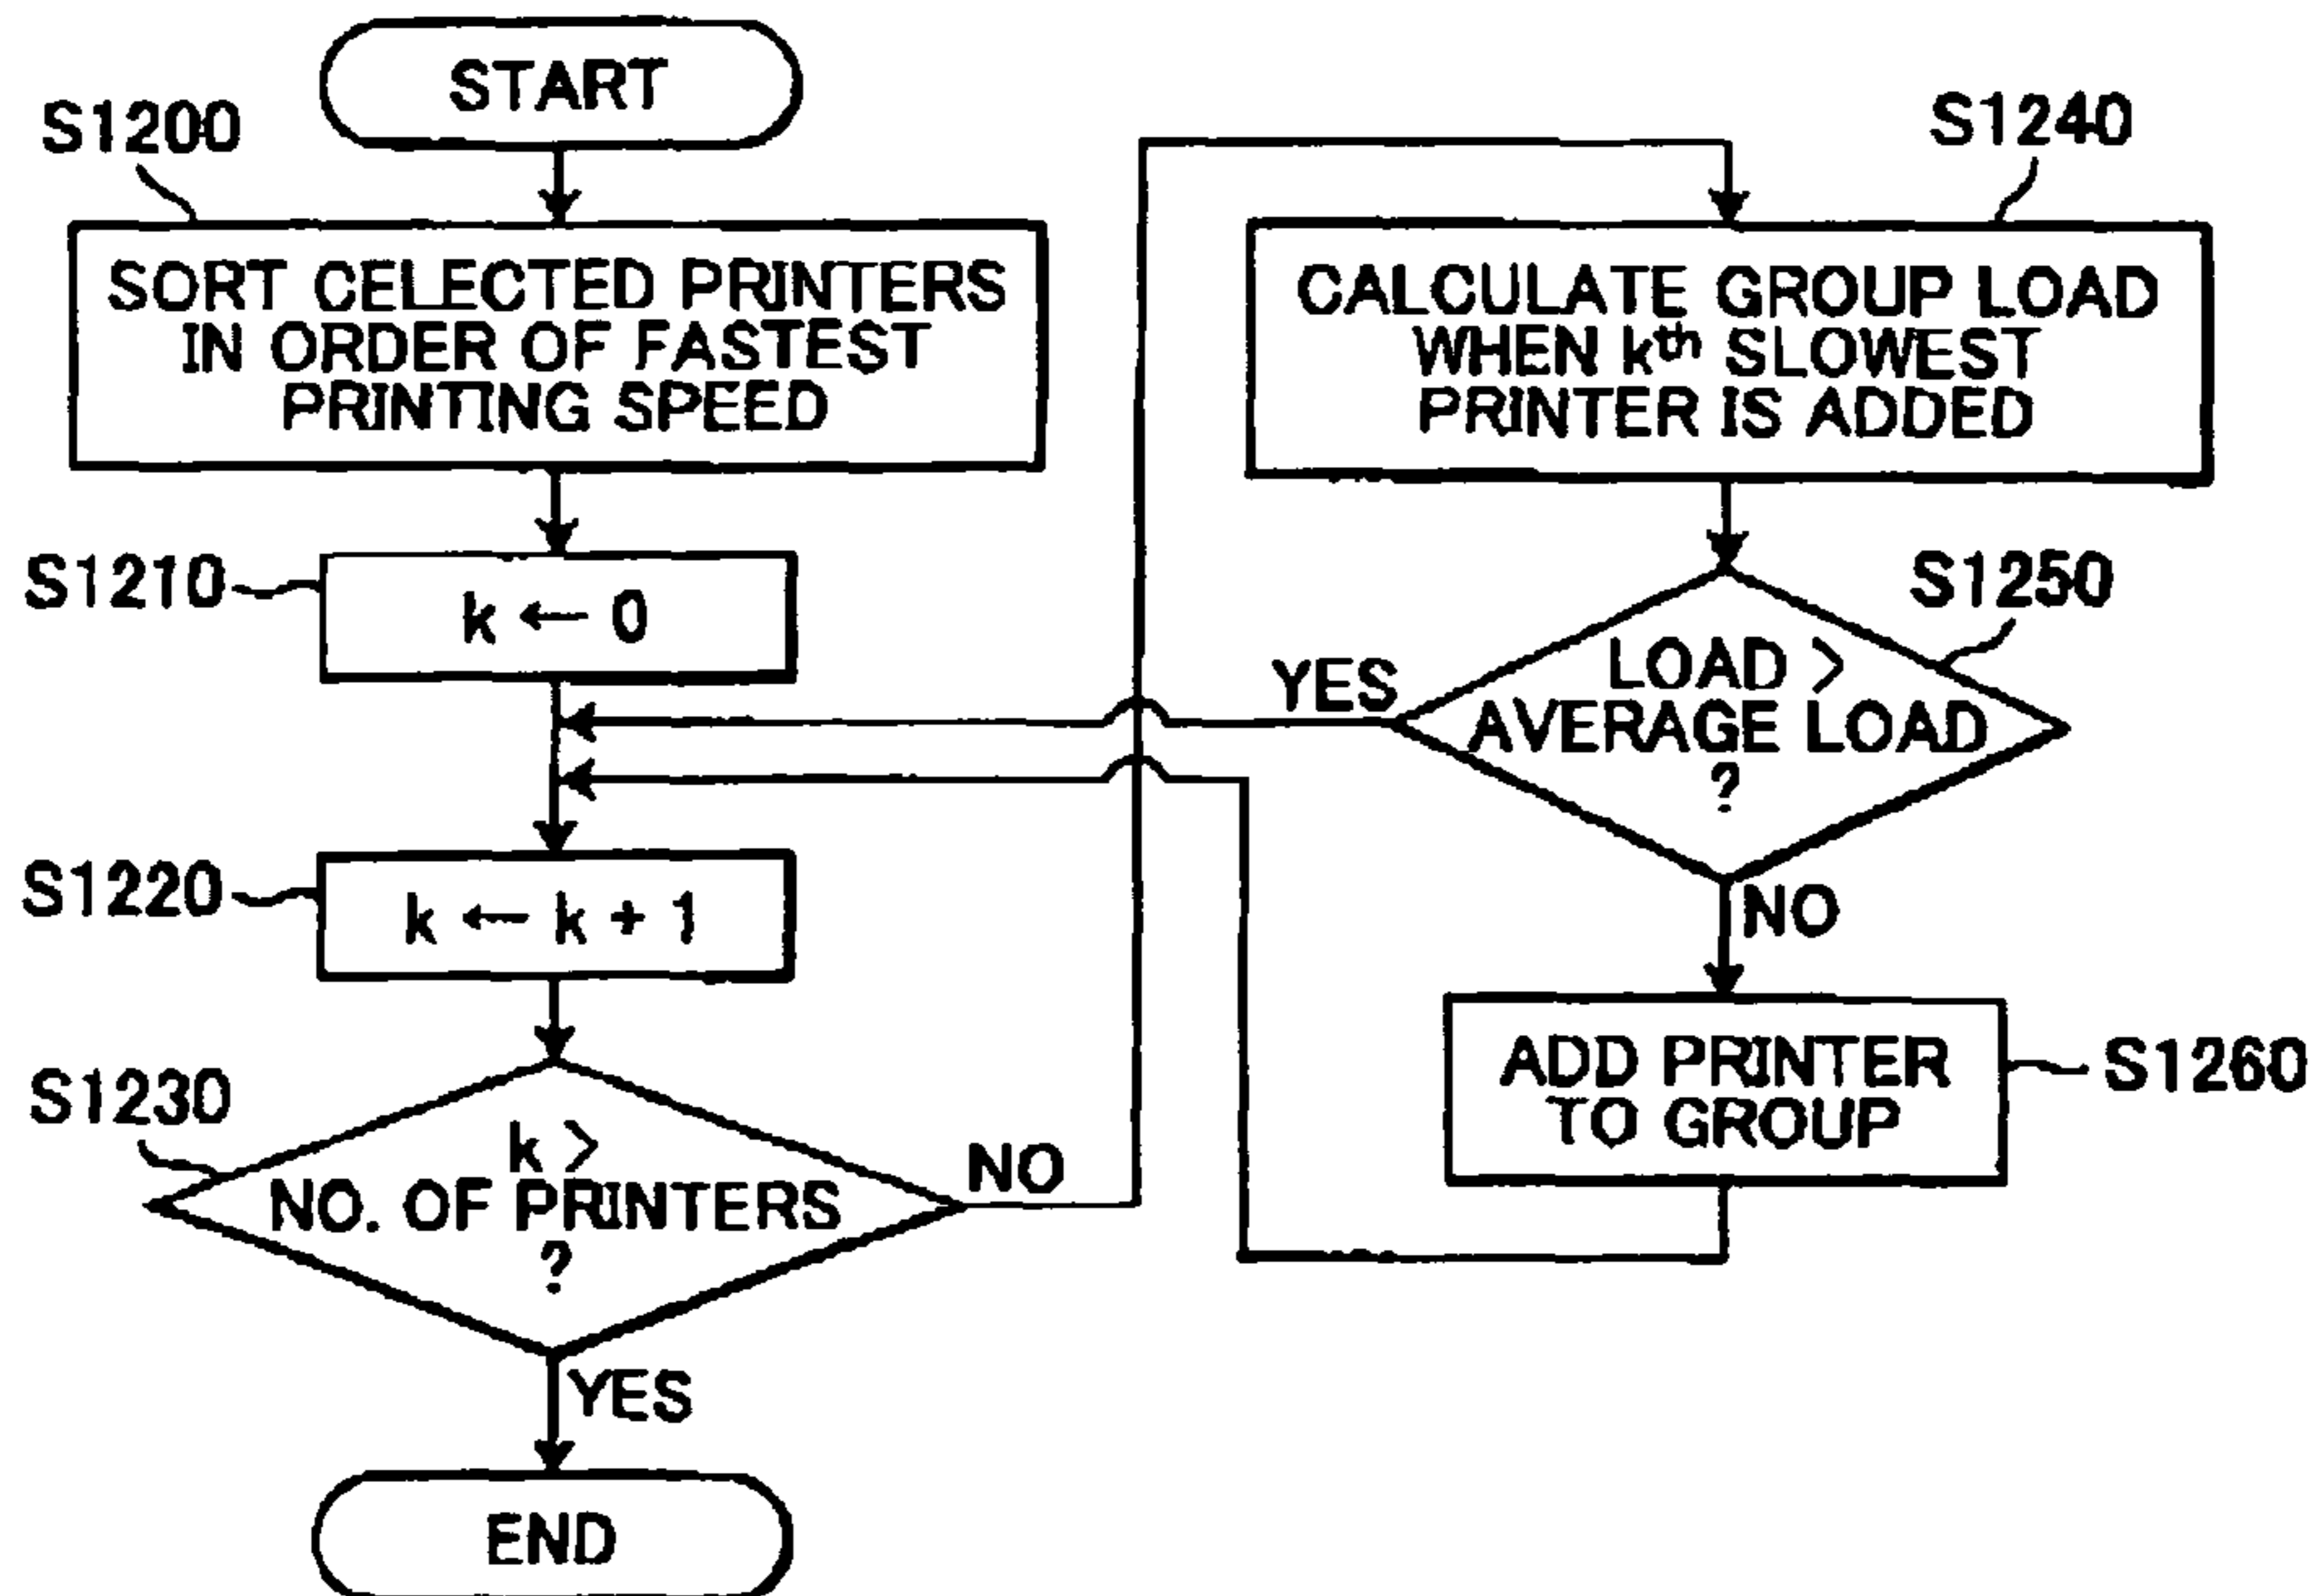 START
S1200
SORT CELECTED PRINTERS
IN ORDER OF FASTEST
PRINTING SPEED
S1210
k ← 0
S1220
k ← k + 1
S1230
k >
NO. OF PRINTERS
?
NO
YES
END
S1240
CALCULATE GROUP LOAD
WHEN kth SLOWEST
PRINTER IS ADDED
S1250
LOAD >
AVERAGE LOAD
?
YES
NO
ADD PRINTER
TO GROUP
S1260